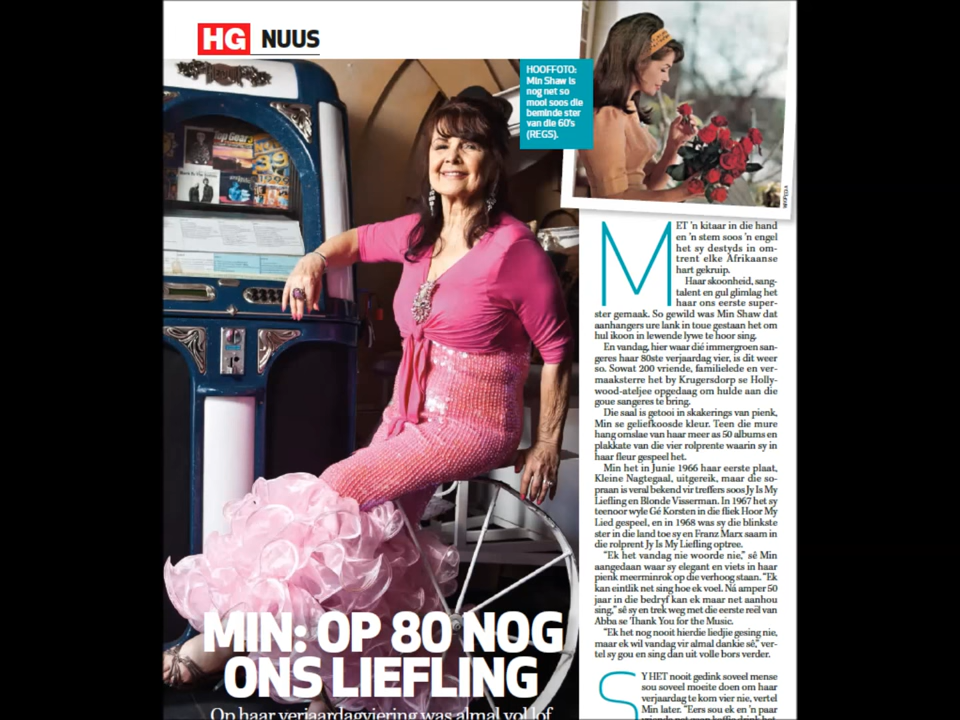 HG NUUS
HOOFFOTO:
Min Shaw is
nog net so
mooi soos die
beminde ster
van die 60's
(REGS).
MET 'n kitaar in die hand
en 'n stem soos 'n engel
het sy destyds in om-
trent elke Afrikaanse
hart gekruip.
Haar skoonheid, sang-
talent en gul glimlag het
haar ons eerste super-
ster gemaak. So gewild was Min Shaw dat
aanhangers ure lank in toue gestaan het om
hul ikoon in lewende lywe te hoor sing.
En vandag, hier waar dié immergroen san-
geres haar 80ste verjaardag vier, is dit weer
so. Sowat 200 vriende, familielede en ver-
maaksterre het by Krugersdorp se Holly-
wood-ateljee opgedaag om hulde aan die
goue sangeres te bring.
Die saal is getooi in skakerings van pienk,
Min se geliefkoosde kleur. Teen die mure
hang omslae van haar meer as 50 albums en
plakkate van die vier rolprente waarin sy in
haar fleur gespeel het.
Min het in Junie 1966 haar eerste plaat,
Kleine Nagtegaal, uitgereik, maar die so-
praan is veral bekend vir treffers soos Jy Is My
Liefling en Blonde Visserman. In 1967 het sy
teenoor wyle Gé Korsten in die fliek Hoor My
Lied gespeel, en in 1968 was sy die blinkste
ster in die land toe sy en Franz Marx saam in
die rolprent Jy Is My Liefling optree.
"Ek het vandag nie woorde nie," sê Min
aangedaan waar sy elegant en viets in haar
pienk meerminrok op die verhoog staan. "Ek
kan eintlik net sing hoe ek voel. Ná amper 50
jaar in die bedryf kan ek maar net aanhou
sing," sê sy en trek weg met die eerste reël van
Abba se Thank You for the Music.
"Ek het nog nooit hierdie liedjie gesing nie,
maar ek wil vandag vir almal dankie sê," ver-
tel sy gou en sing dan uit volle bors verder.
SY HET nooit gedink soveel mense
sou soveel moeite doen om haar
verjaardag te kom vier nie, vertel
Min later. "Eers sou ek en 'n paar
MIN: OP 80 NOG
ONS LIEFLING
Op haar verjaardagviering was almal vol lof